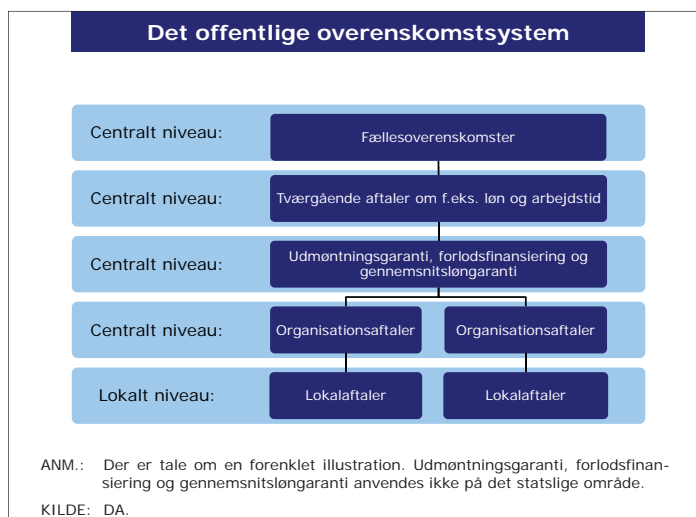 Det offentlige overenskomstsystem
Centralt niveau:
Fællesoverenskomster
Centralt niveau:
Tværgående aftaler om f.eks. løn og arbejdstid
Centralt niveau:
Udmøntningsgaranti, forlodsfinansiering og
gennemsnitsløngaranti
Centralt niveau:
Organisationsaftaler
Organisationsaftaler
Lokalt niveau:
Lokalaftaler
Lokalaftaler
ANM.: Der er tale om en forenklet illustration. Udmøntningsgaranti, forlodsfinan-
siering og gennemsnitsløngaranti anvendes ikke på det statslige område.
KILDE: DA.